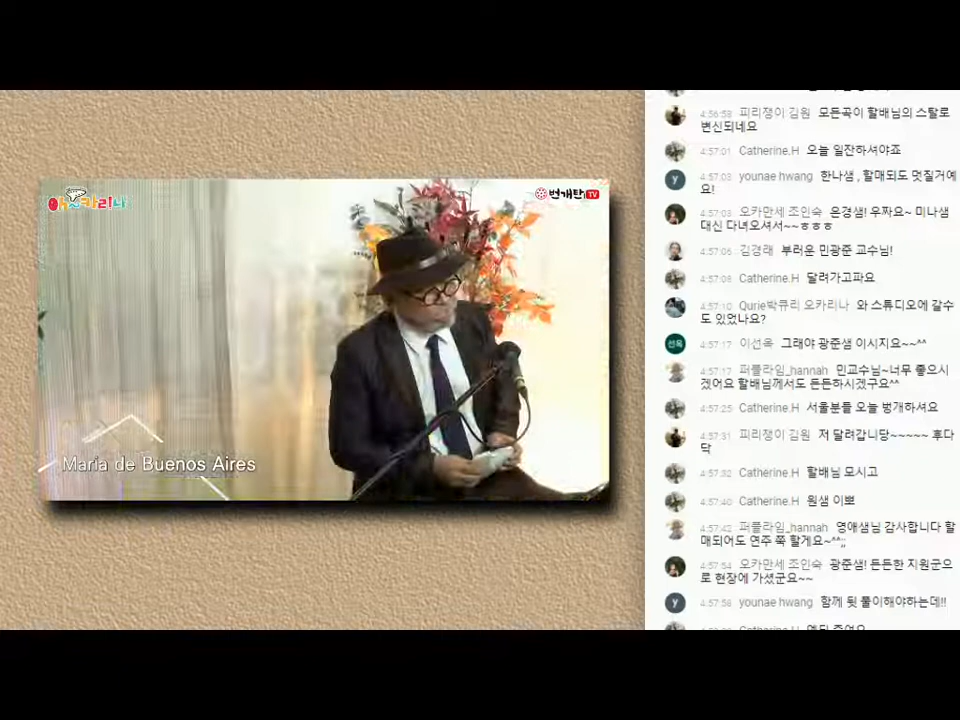 아~카리나
번개탄 TV
Maria de Buenos Aires
4:56:58 피리쟁이 김원 모든곡이 할배님의 스탈로
변신되네요
4:57:01 Catherine.H 오늘 일잔하셔야죠
4:57:03 younae hwang 한나샘 , 할매되도 멋질거예
요!
4:57:03 오카만세 조인숙 은경샘! 우짜요~ 미나샘
대신 다녀오셔서~~ㅎㅎㅎ
4:57:06 김경래 부러운 민광준 교수님!
4:57:08 Catherine.H 달려가고파요
4:57:10 Qurie박큐리 오카리나 와 스튜디오에 갈수
도 있었나요?
4:57:17 이선옥 그래야 광준샘 이시지요~~^^
4:57:17 퍼플라임_hannah 민교수님~너무 좋으시
겠어요 할배님께서도 든든하시겠구요^^
4:57:25 Catherine.H 서울분들 오늘 벙개하셔요
4:57:31 피리쟁이 김원 저 달려갑니당~~~~~ 후다
닥
4:57:32 Catherine.H 할배님 모시고
4:57:40 Catherine.H 원샘 이뽀
4:57:42 퍼플라임_hannah 영애샘님 감사합니다 할
매되어도 연주 쭉 할게요~^^;;
4:57:54 오카만세 조인숙 광준샘! 든든한 지원군으
로 현장에 가셨군요~~
4:57:58 younae hwang 함께 뒷 풀이해야하는데!!